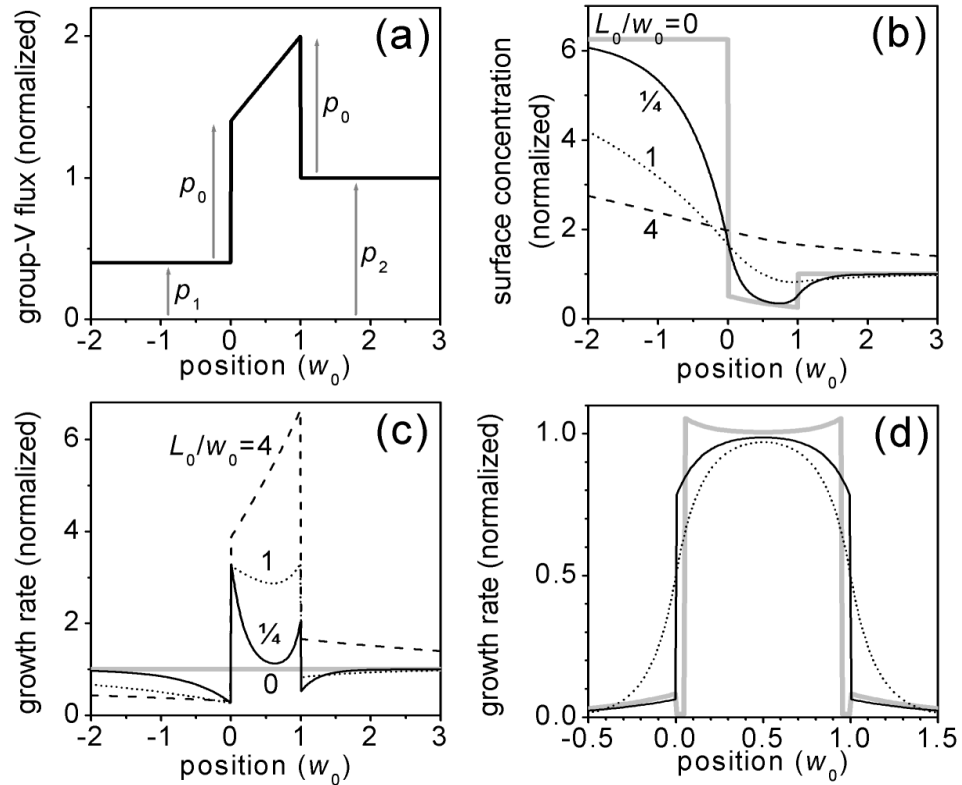 (a)
group-V flux (normalized)
2
1
0
p₀
p₀
p₁
p₂
-2 -1 0 1 2 3
position (w₀)
(b)
surface concentration
(normalized)
6
4
2
0
L₀/w₀=0
¼
1
4
-2 -1 0 1 2 3
position (w₀)
(c)
growth rate (normalized)
6
4
2
0
L₀/w₀=4
1
¼
0
-2 -1 0 1 2 3
position (w₀)
(d)
growth rate (normalized)
1.0
0.5
0.0
-0.5 0.0 0.5 1.0 1.5
position (w₀)